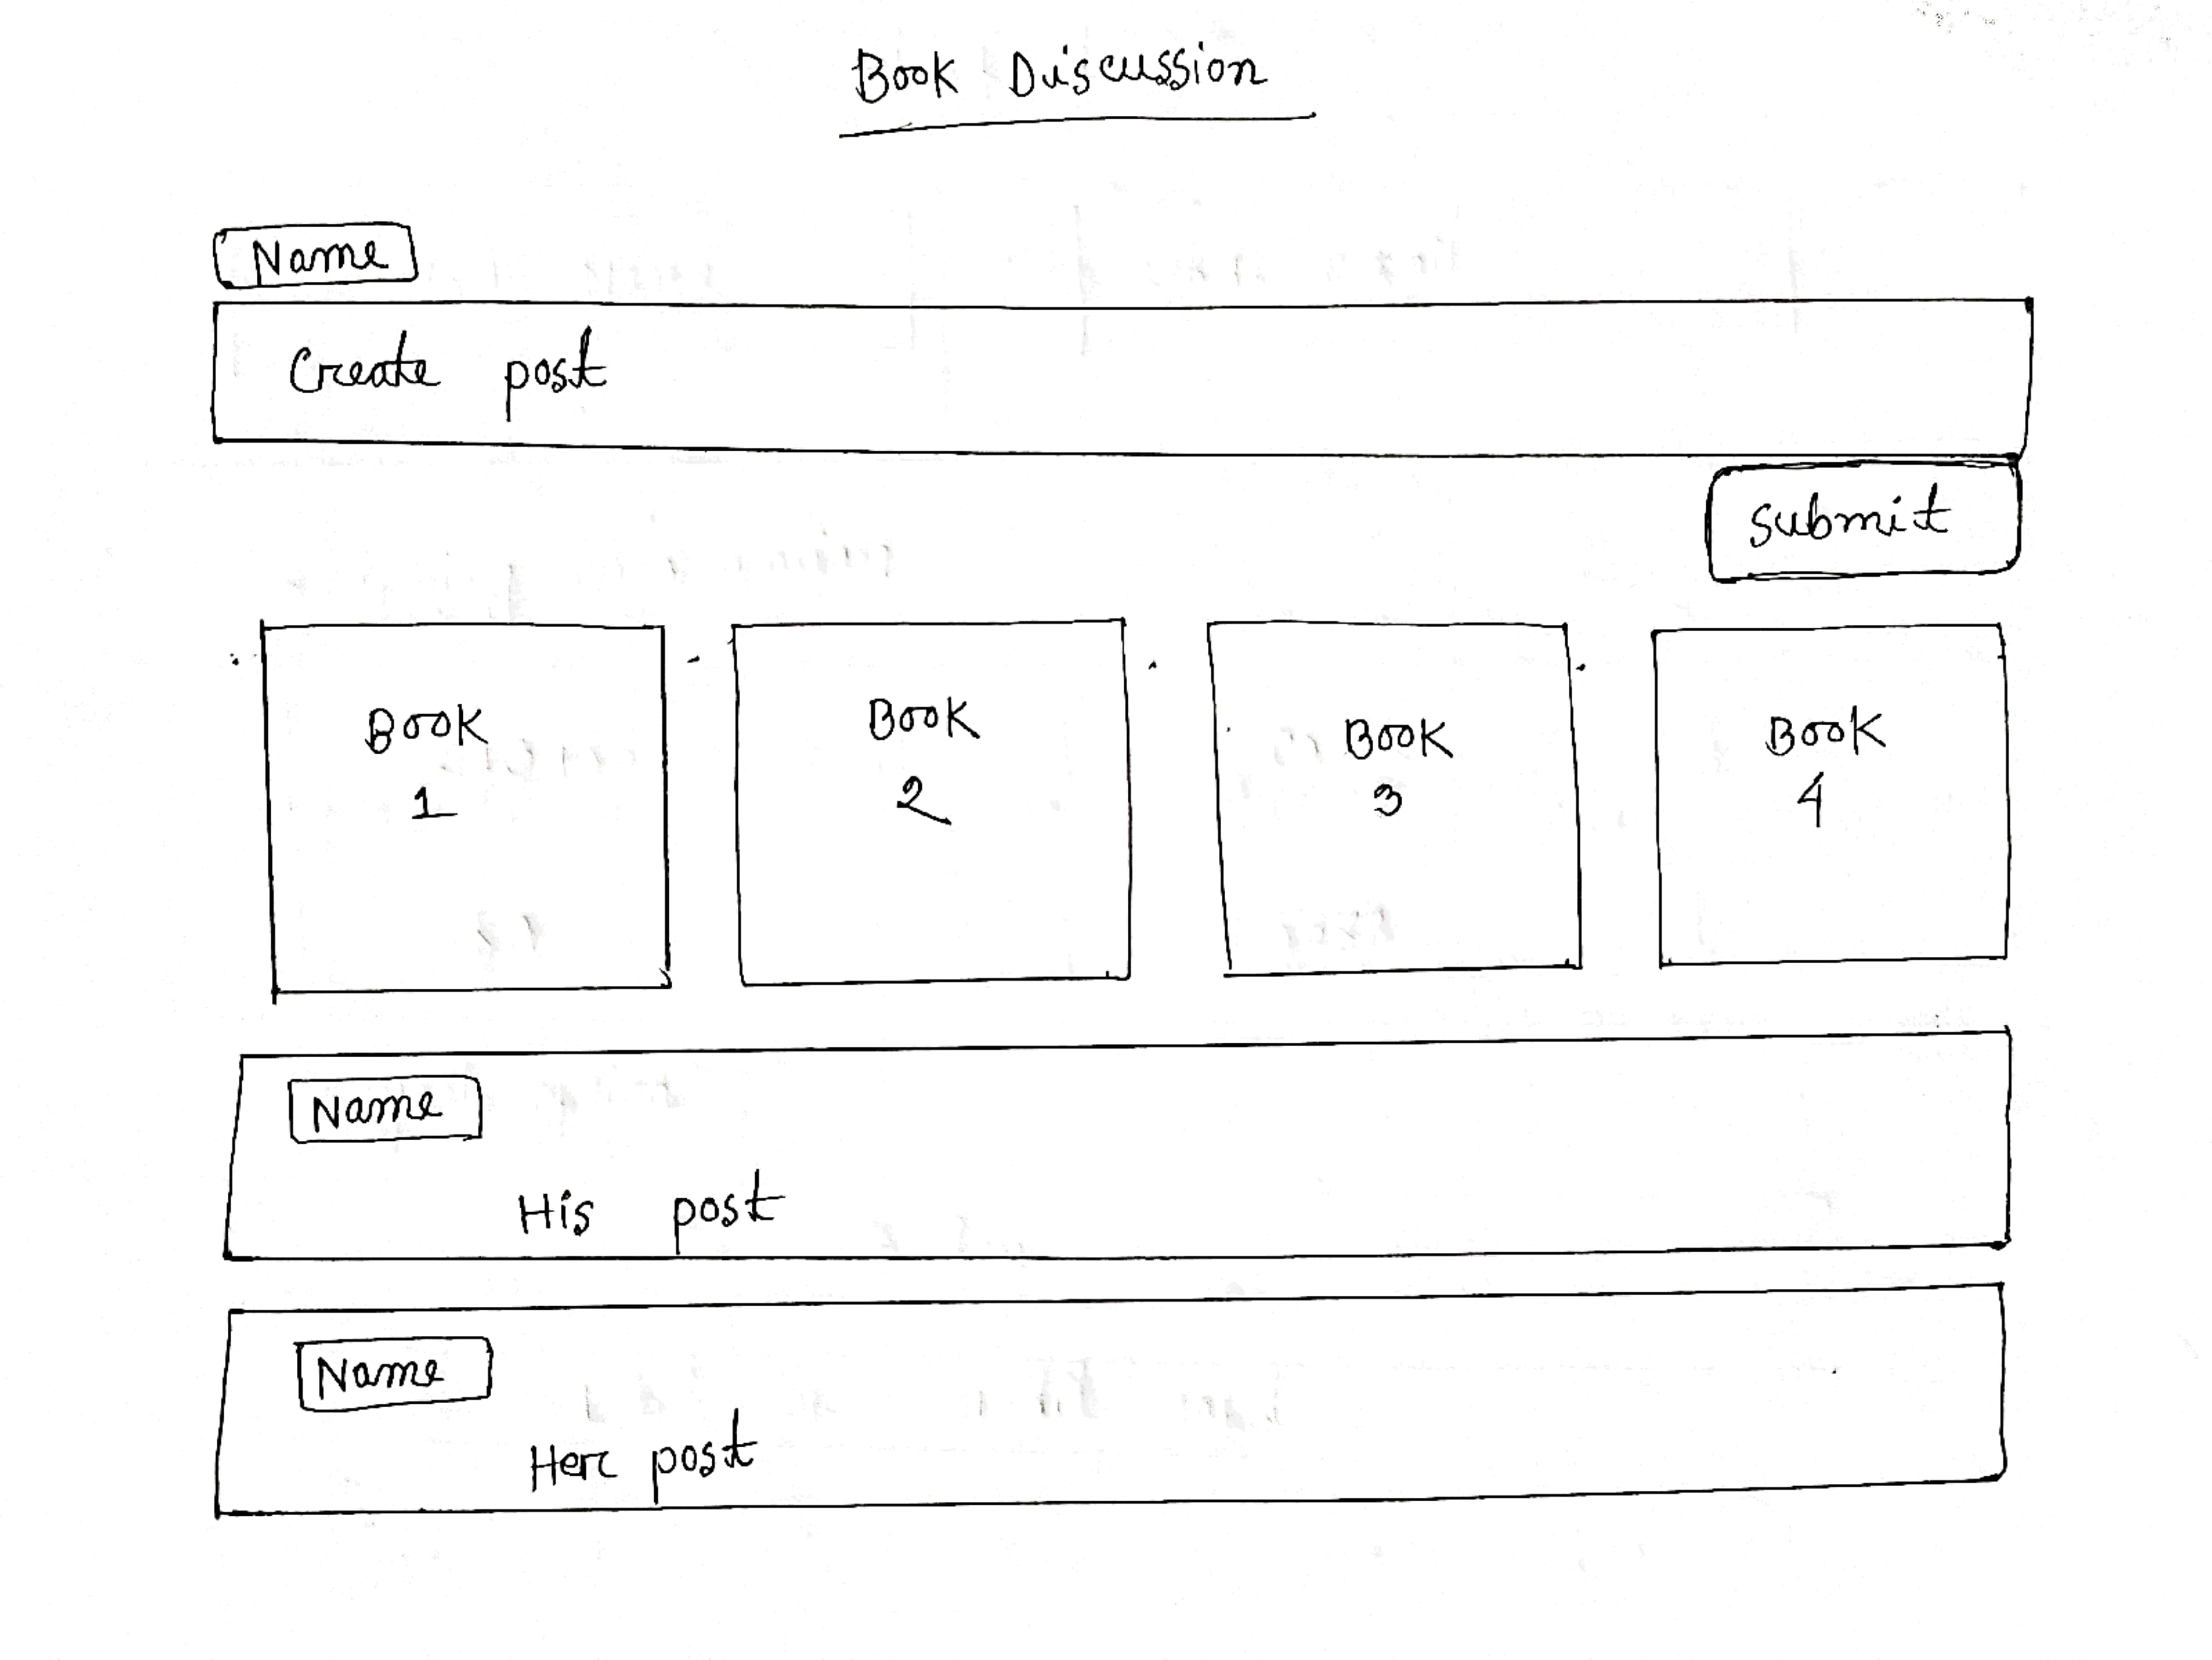 Book Discussion
Name
Create post
Submit
Book
1
Book
2
Book
3
Book
4
Name
His post
Name
Her post